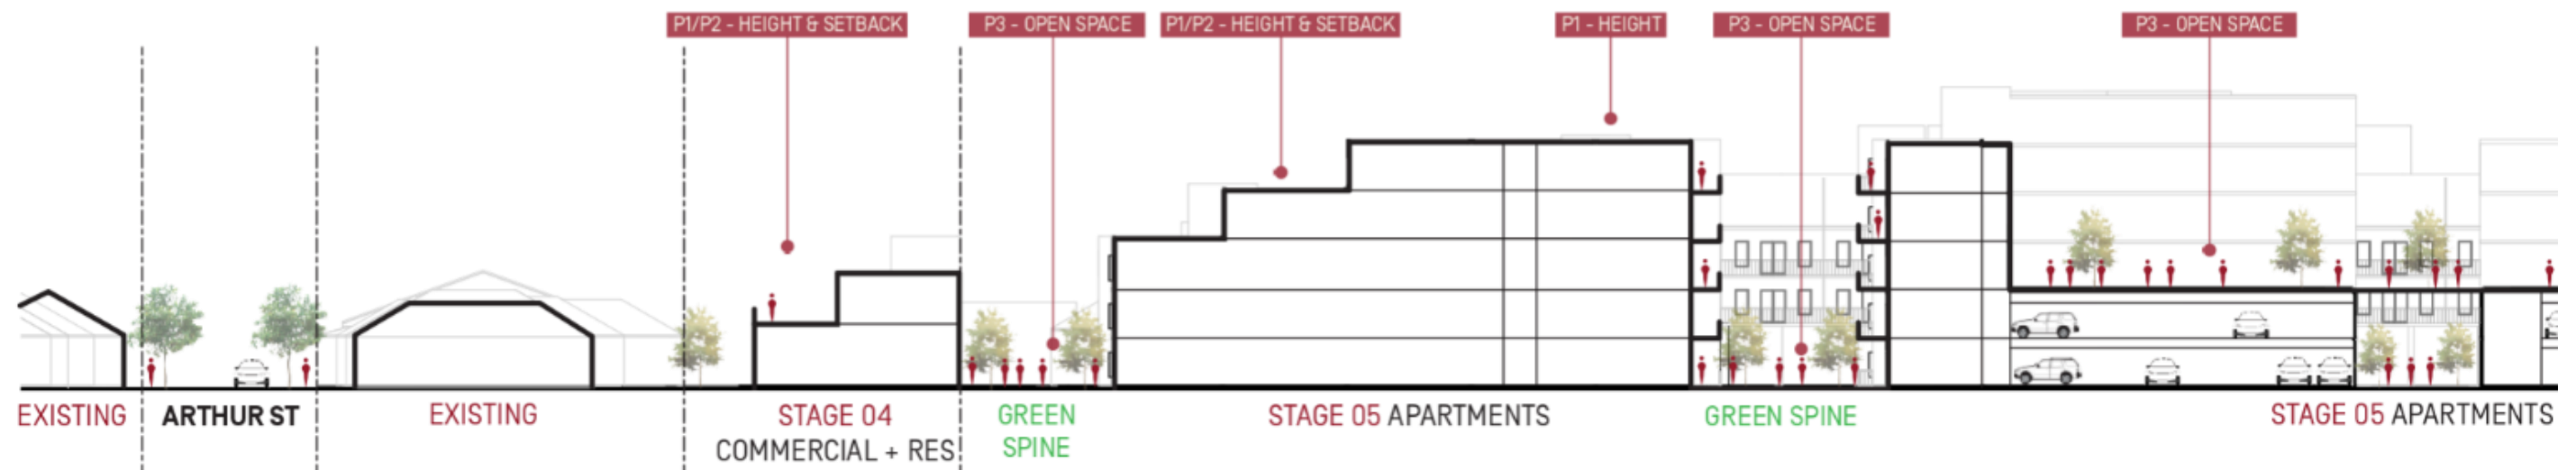 P1/P2 - HEIGHT & SETBACK
P3 - OPEN SPACE
P1/P2 - HEIGHT & SETBACK
P1 - HEIGHT
P3 - OPEN SPACE
P3 - OPEN SPACE
EXISTING
ARTHUR ST
EXISTING
STAGE 04
COMMERCIAL + RES
GREEN
SPINE
STAGE 05 APARTMENTS
GREEN SPINE
STAGE 05 APARTMENTS